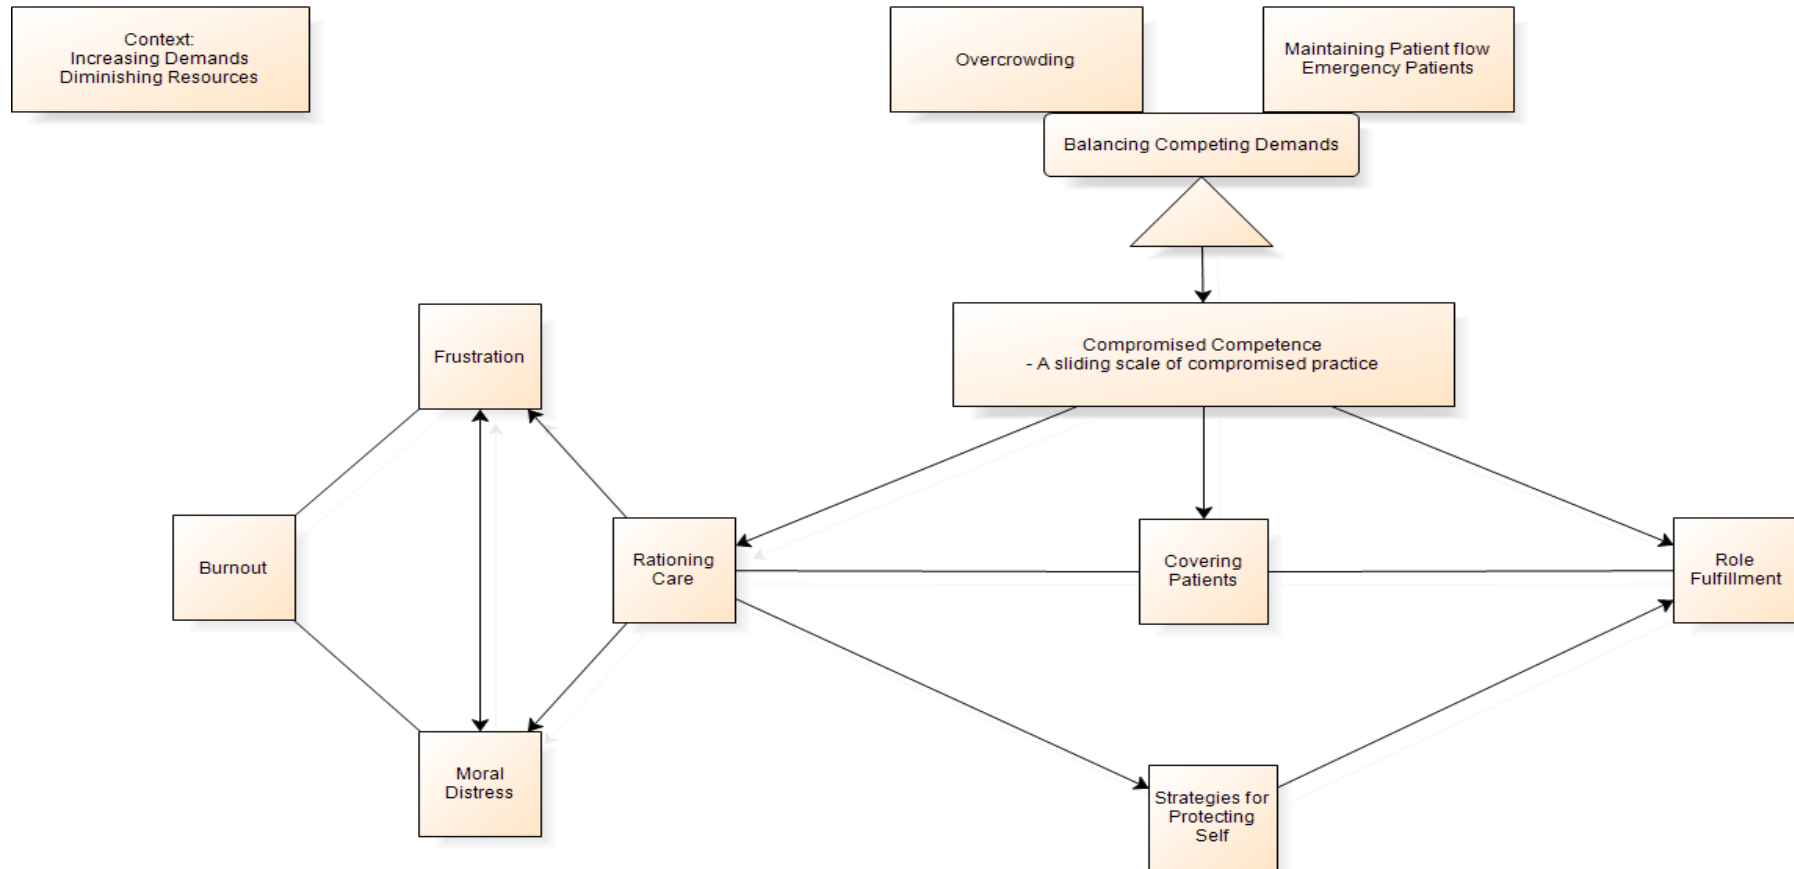 Context:
Increasing Demands
Diminishing Resources
Overcrowding
Maintaining Patient flow
Emergency Patients
Balancing Competing Demands
Compromised Competence
- A sliding scale of compromised practice
Frustration
Burnout
Rationing
Care
Covering
Patients
Role
Fulfillment
Moral
Distress
Strategies for
Protecting
Self